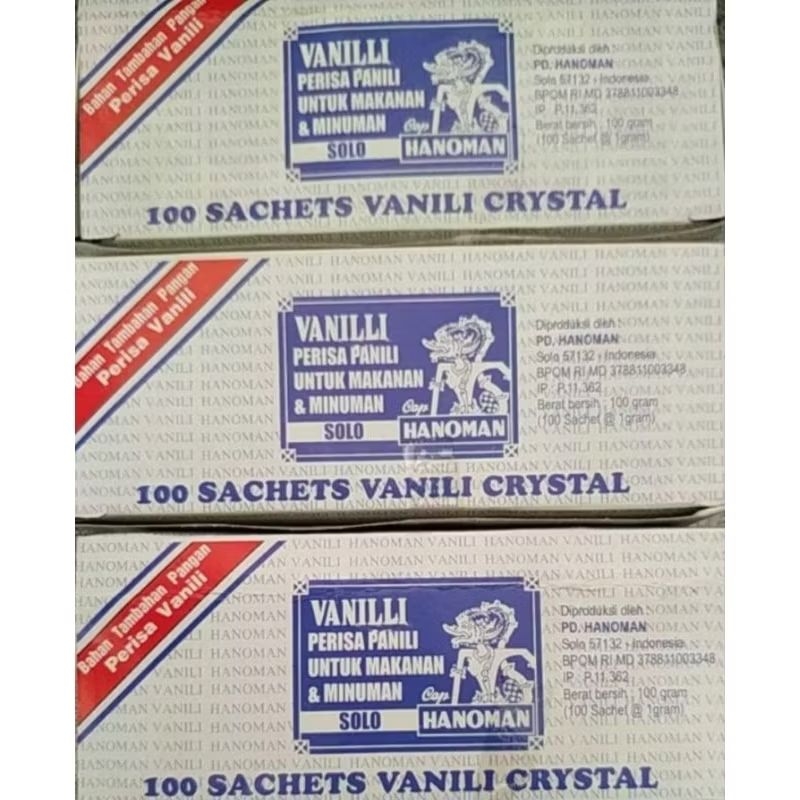 Bahan Tambahan Pangan
Perisa Vanili
VANILLI
PERISA PANILI
UNTUK MAKANAN
& MINUMAN
Cap
SOLO
HANOMAN
Diproduksi oleh :
PD. HANOMAN
Solo 57132 - Indonesia
BPOM RI MD 378811003348
IP : P.11.362
Berat bersih : 100 gram
(100 Sachet @ 1gram)
100 SACHETS VANILI CRYSTAL
Bahan Tambahan Pangan
Perisa Vanili
VANILLI
PERISA PANILI
UNTUK MAKANAN
& MINUMAN
Cap
SOLO
HANOMAN
Diproduksi oleh :
PD. HANOMAN
Solo 57132 - Indonesia
BPOM RI MD 378811003348
IP : P.11.362
Berat bersih : 100 gram
(100 Sachet @ 1gram)
100 SACHETS VANILI CRYSTAL
Bahan Tambahan Pangan
Perisa Vanili
VANILLI
PERISA PANILI
UNTUK MAKANAN
& MINUMAN
Cap
SOLO
HANOMAN
Diproduksi oleh :
PD. HANOMAN
Solo 57132 - Indonesia
BPOM RI MD 378811003348
IP : P.11.362
Berat bersih : 100 gram
(100 Sachet @ 1gram)
100 SACHETS VANILI CRYSTAL